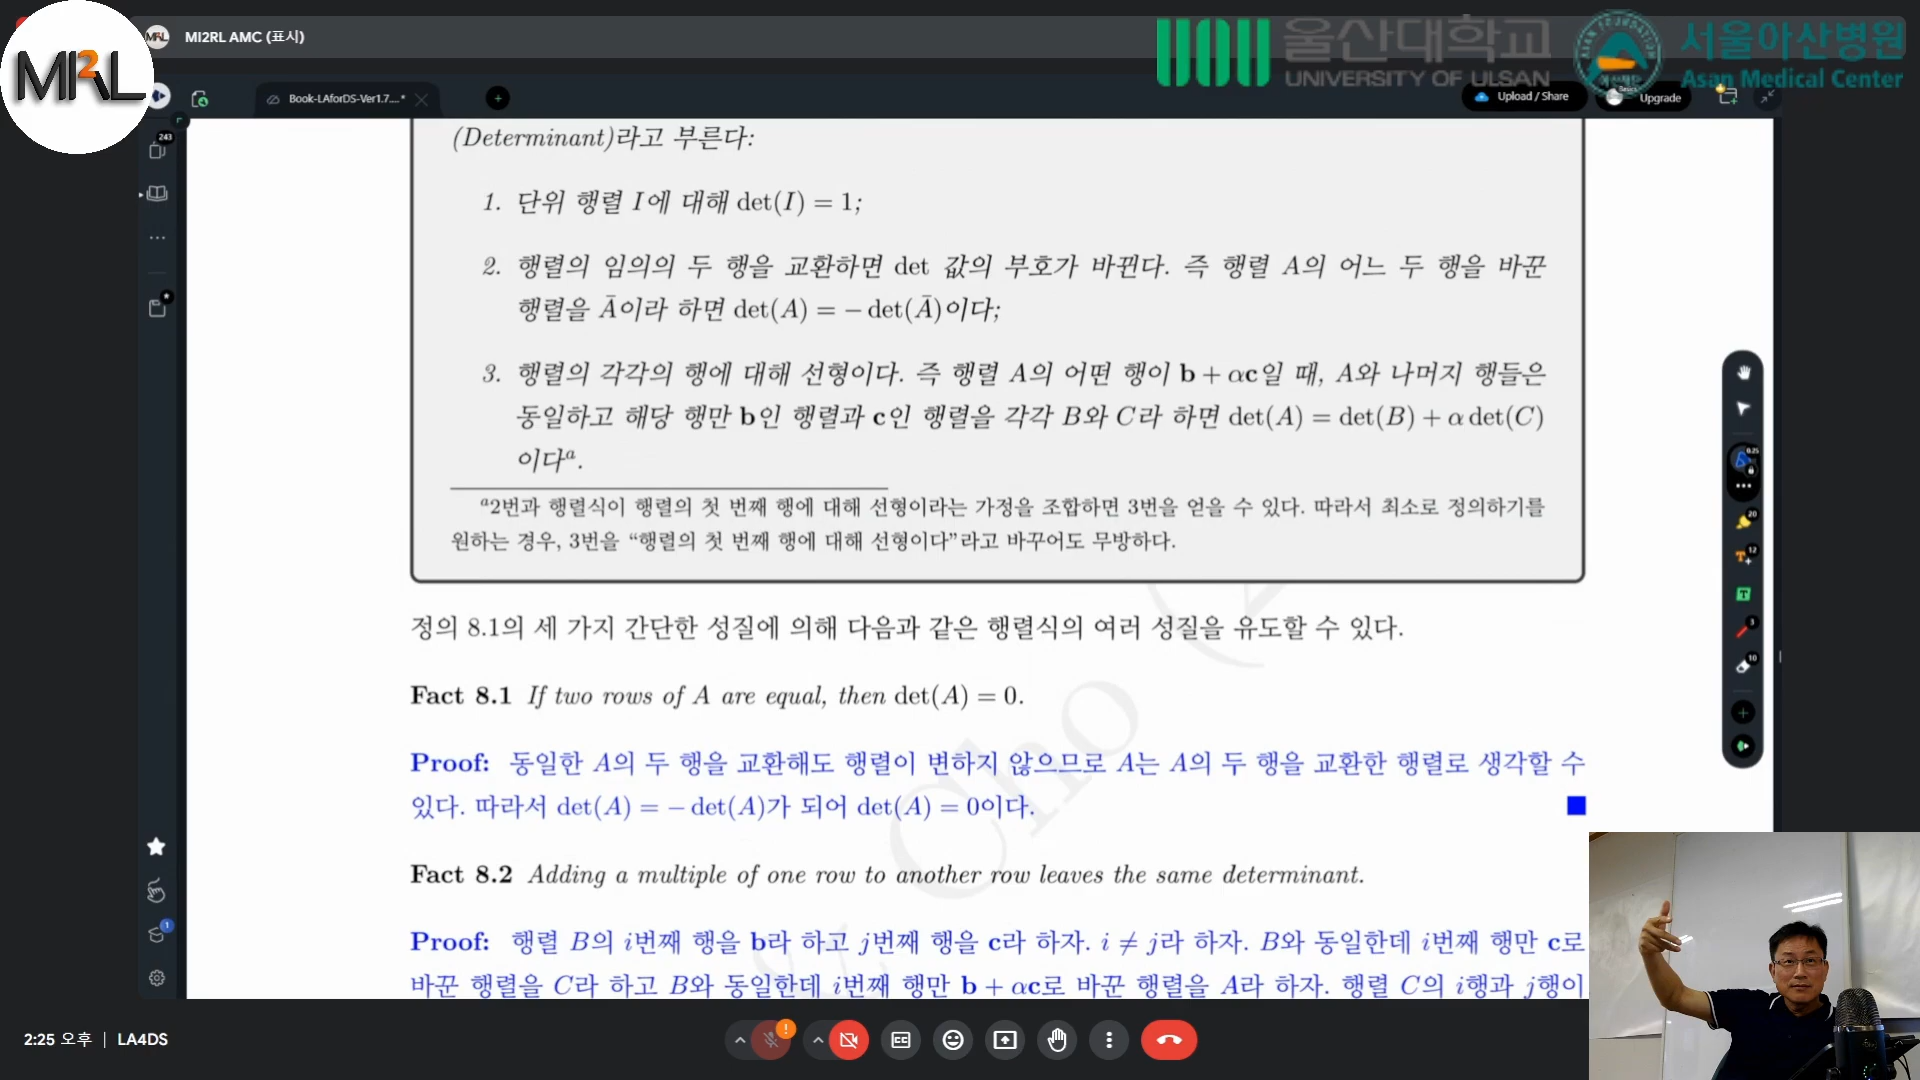 MI2RL
MI2RL AMC (표시)
울산대학교
UNIVERSITY OF ULSAN
서울아산병원
Asan Medical Center
Book-LAforDS-Ver1.7....*
Upload / Share
Upgrade
243
(Determinant)라고 부른다:
1. 단위 행렬 I에 대해 det(I) = 1;
2. 행렬의 임의의 두 행을 교환하면 det 값의 부호가 바뀐다. 즉 행렬 A의 어느 두 행을 바꾼
행렬을 Ā이라 하면 det(A) = − det(Ā)이다;
3. 행렬의 각각의 행에 대해 선형이다. 즉 행렬 A의 어떤 행이 b + αc일 때, A와 나머지 행들은
동일하고 해당 행만 b인 행렬과 c인 행렬을 각각 B와 C라 하면 det(A) = det(B) + α det(C)
이다ᵃ.
ᵃ2번과 행렬식이 행렬의 첫 번째 행에 대해 선형이라는 가정을 조합하면 3번을 얻을 수 있다. 따라서 최소로 정의하기를
원하는 경우, 3번을 “행렬의 첫 번째 행에 대해 선형이다”라고 바꾸어도 무방하다.
정의 8.1의 세 가지 간단한 성질에 의해 다음과 같은 행렬식의 여러 성질을 유도할 수 있다.
Fact 8.1 If two rows of A are equal, then det(A) = 0.
Proof: 동일한 A의 두 행을 교환해도 행렬이 변하지 않으므로 A는 A의 두 행을 교환한 행렬로 생각할 수
있다. 따라서 det(A) = − det(A)가 되어 det(A) = 0이다.
Fact 8.2 Adding a multiple of one row to another row leaves the same determinant.
Proof: 행렬 B의 i번째 행을 b라 하고 j번째 행을 c라 하자. i ≠ j라 하자. B와 동일한데 i번째 행만 c로
바꾼 행렬을 C라 하고 B와 동일한데 i번째 행만 b + αc로 바꾼 행렬을 A라 하자. 행렬 C의 i행과 j행이
Cho
0.25
20
12
3
10
1
2:25 오후 | LA4DS